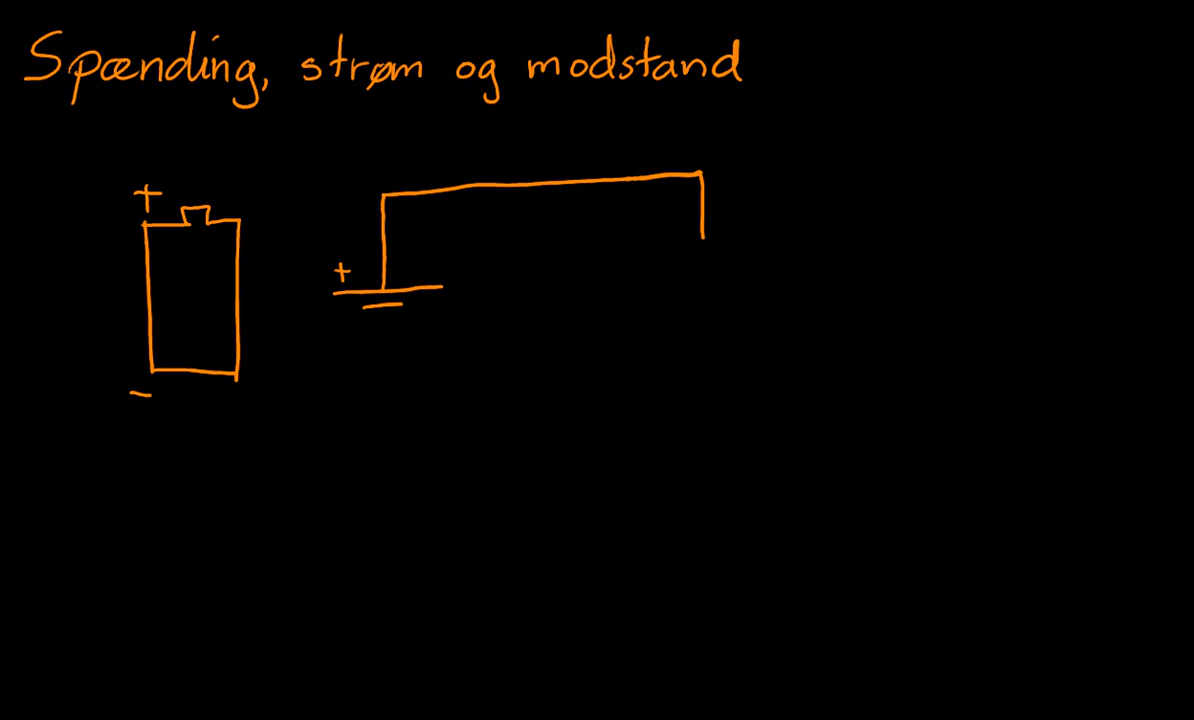 Spænding, strøm og modstand
+
+
-